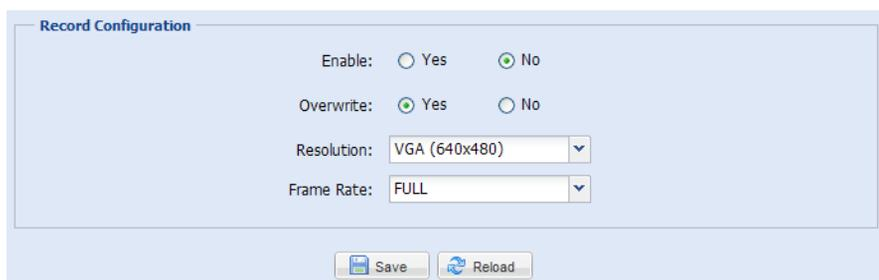 Record Configuration
Enable: Yes No
Overwrite: Yes No
Resolution: VGA (640x480)
Frame Rate: FULL
Save Reload